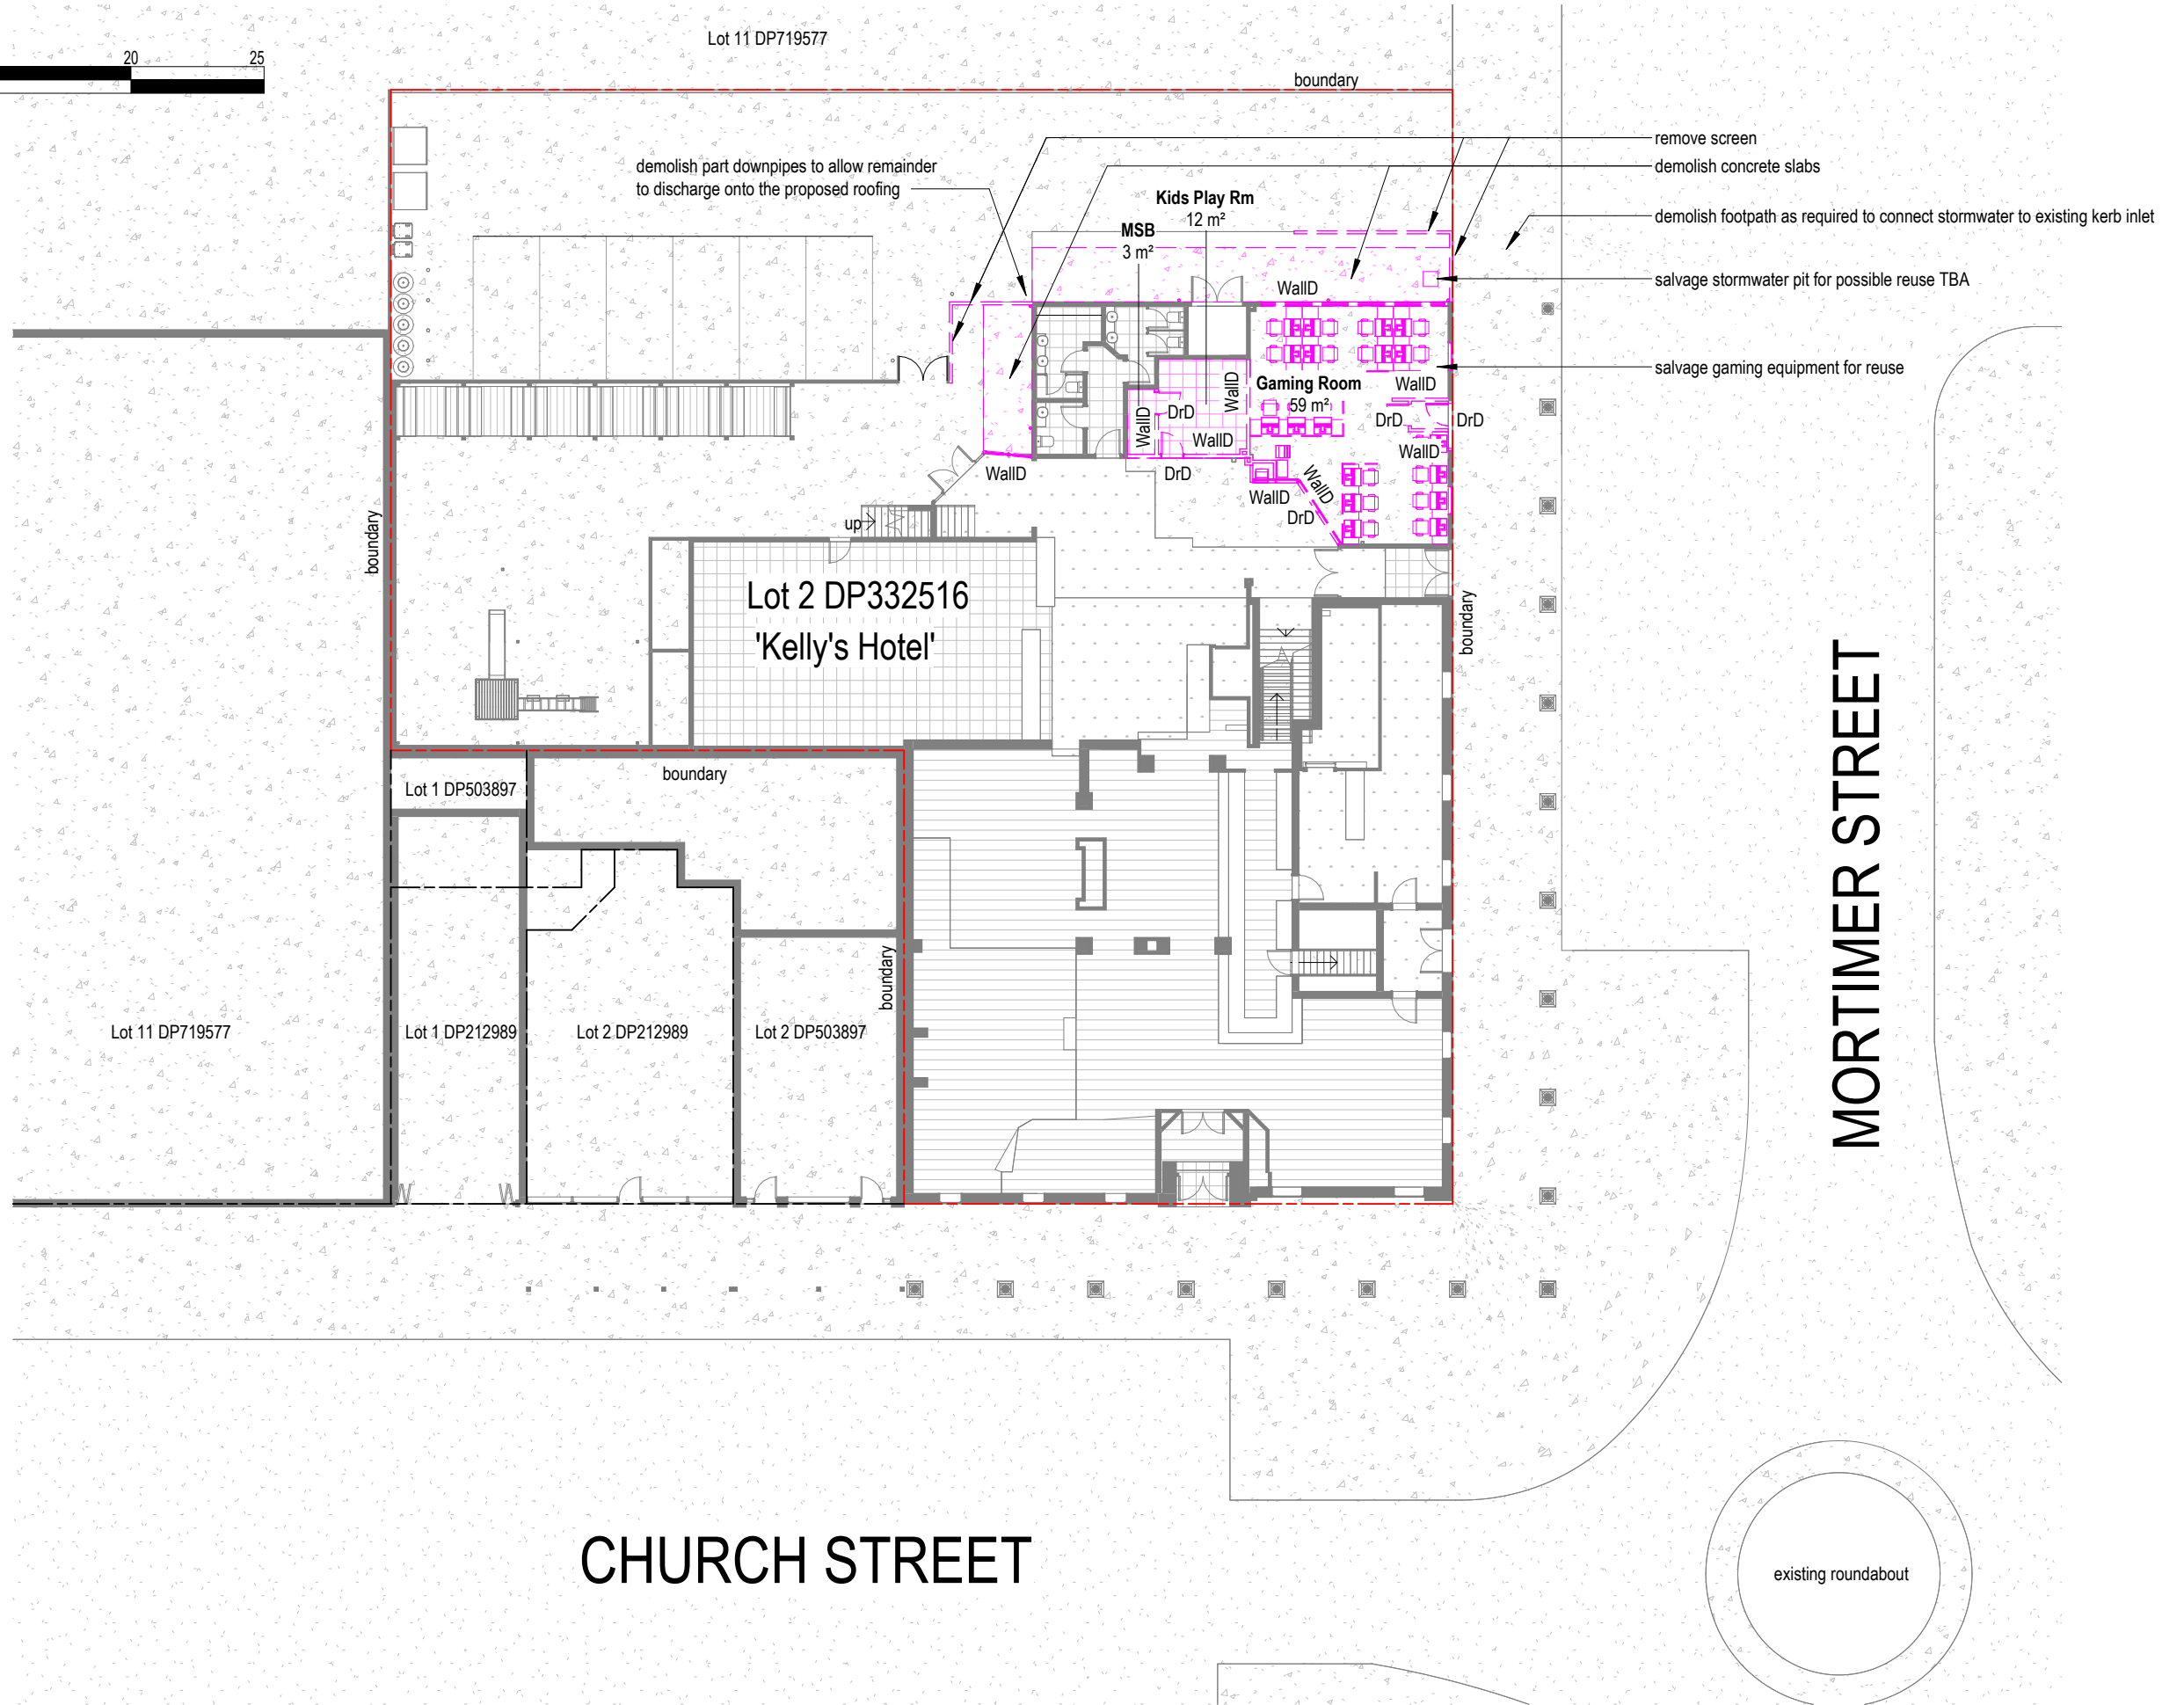 Lot 11 DP719577
20
25
boundary
remove screen
demolish part downpipes to allow remainder
to discharge onto the proposed roofing
demolish concrete slabs
Kids Play Rm
12 m²
MSB
3 m²
demolish footpath as required to connect stormwater to existing kerb inlet
salvage stormwater pit for possible reuse TBA
WallD
salvage gaming equipment for reuse
Gaming Room
59 m²
WallD
WallD
DrD
DrD
DrD
WallD
WallD
WallD
WallD
DrD
WallD
WallD
DrD
up
boundary
Lot 2 DP332516
'Kelly's Hotel'
boundary
MORTIMER STREET
boundary
Lot 1 DP503897
boundary
Lot 11 DP719577
Lot 1 DP212989
Lot 2 DP212989
Lot 2 DP503897
CHURCH STREET
existing roundabout